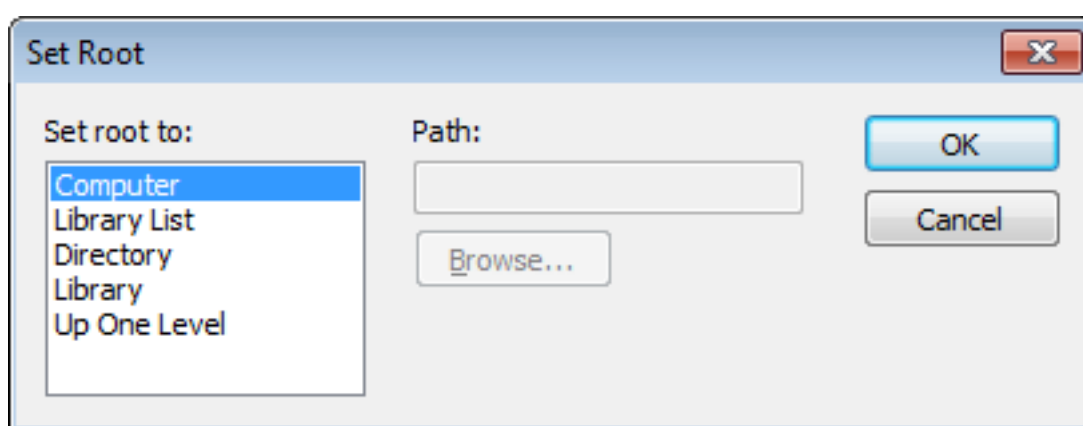 Set Root
Set root to:
Computer
Library List
Directory
Library
Up One Level
Path:
Browse...
OK
Cancel